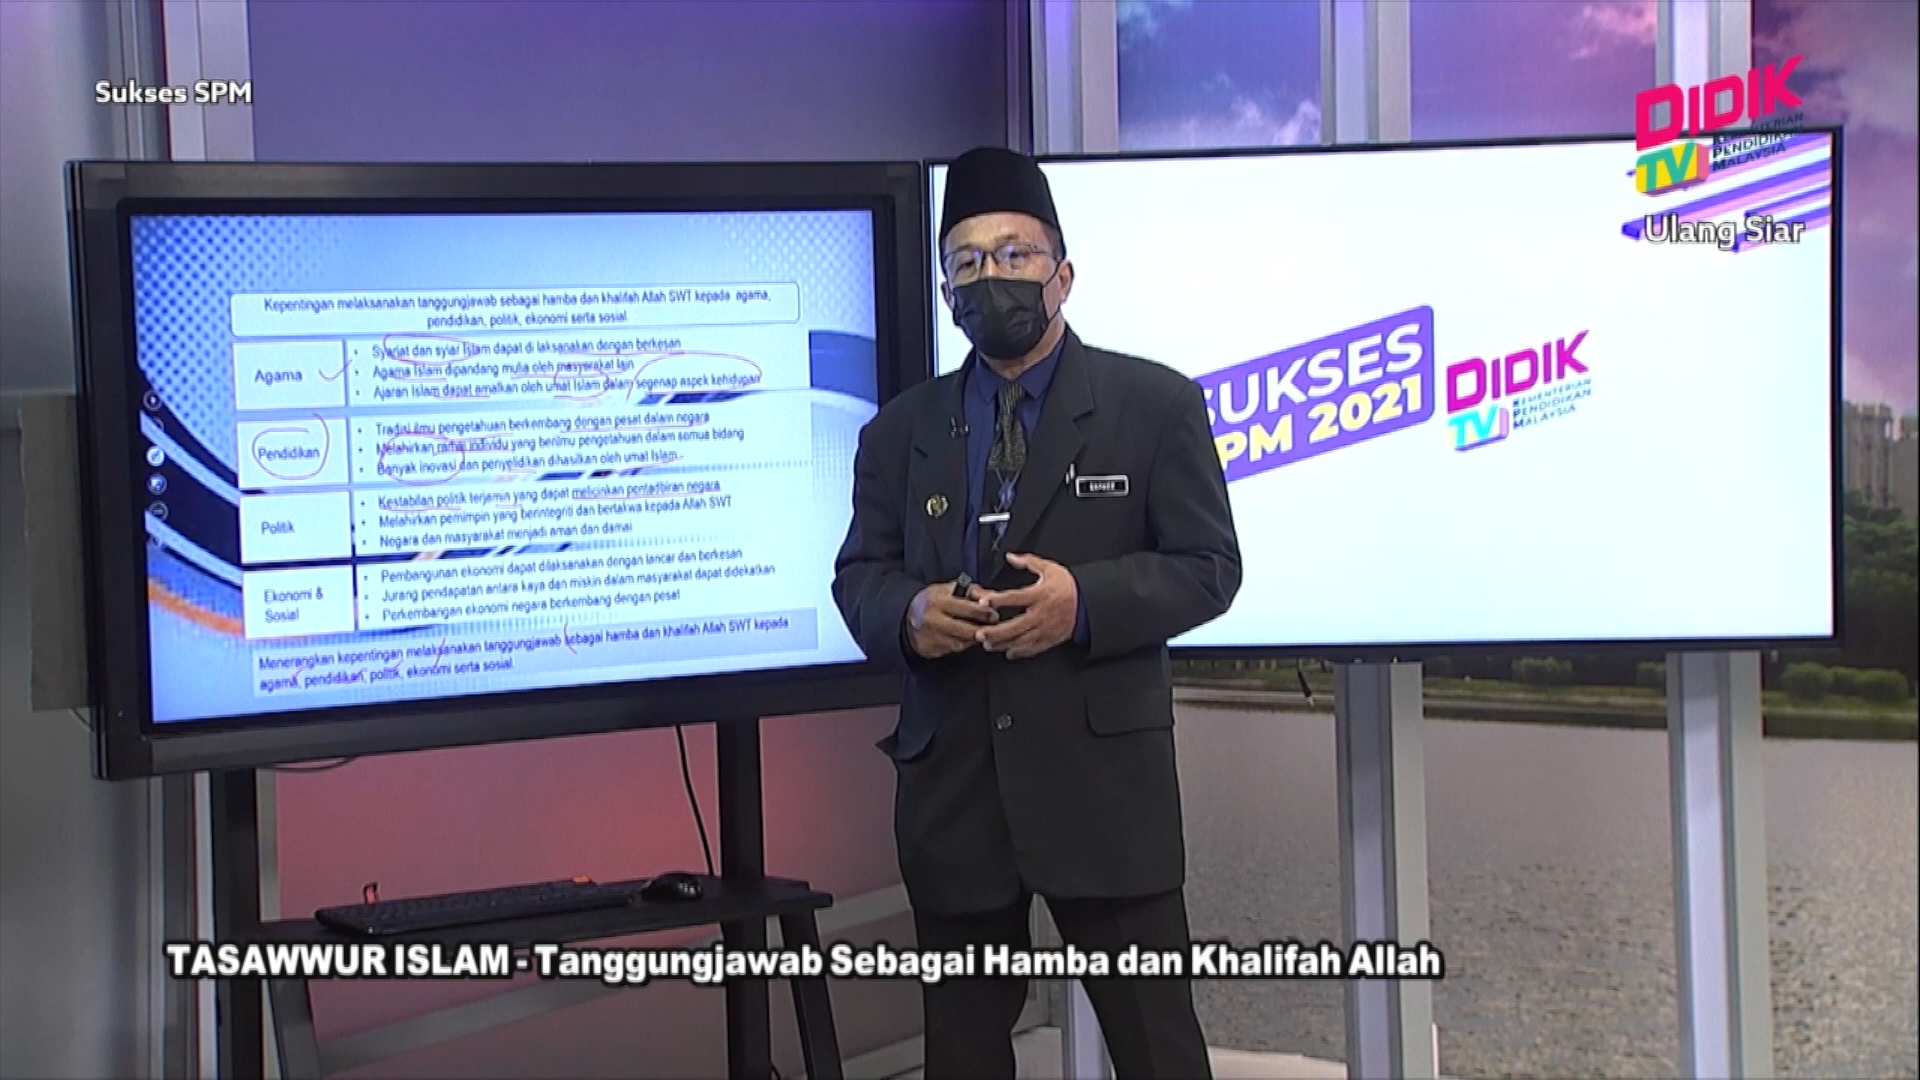 Sukses SPM
DIDIK
TV
KEMENTERIAN
PENDIDIKAN
MALAYSIA
Ulang Siar
Kepentingan melaksanakan tanggungjawab sebagai hamba dan khalifah Allah SWT kepada agama,
pendidikan, politik, ekonomi serta sosial
Agama
• Syariat dan syiar Islam dapat di laksanakan dengan berkesan
• Agama Islam dipandang mulia oleh masyarakat lain
• Ajaran Islam dapat amalkan oleh umat Islam dalam segenap aspek kehidupan
Pendidikan
• Tradisi ilmu pengetahuan berkembang dengan pesat dalam negara
• Melahirkan ramai individu yang berilmu pengetahuan dalam semua bidang
• Banyak inovasi dan penyelidikan dihasilkan oleh umat Islam.
Politik
• Kestabilan politik terjamin yang dapat melicinkan pentadbiran negara
• Melahirkan pemimpin yang berintegriti dan bertakwa kepada Allah SWT
• Negara dan masyarakat menjadi aman dan damai
Ekonomi &
Sosial
• Pembangunan ekonomi dapat dilaksanakan dengan lancar dan berkesan
• Jurang pendapatan antara kaya dan miskin dalam masyarakat dapat didekatkan
• Perkembangan ekonomi negara berkembang dengan pesat
Menerangkan kepentingan melaksanakan tanggungjawab sebagai hamba dan khalifah Allah SWT kepada
agama, pendidikan, politik, ekonomi serta sosial.
SUKSES
SPM 2021
DIDIK
TV
KEMENTERIAN
PENDIDIKAN
MALAYSIA
TASAWWUR ISLAM - Tanggungjawab Sebagai Hamba dan Khalifah Allah